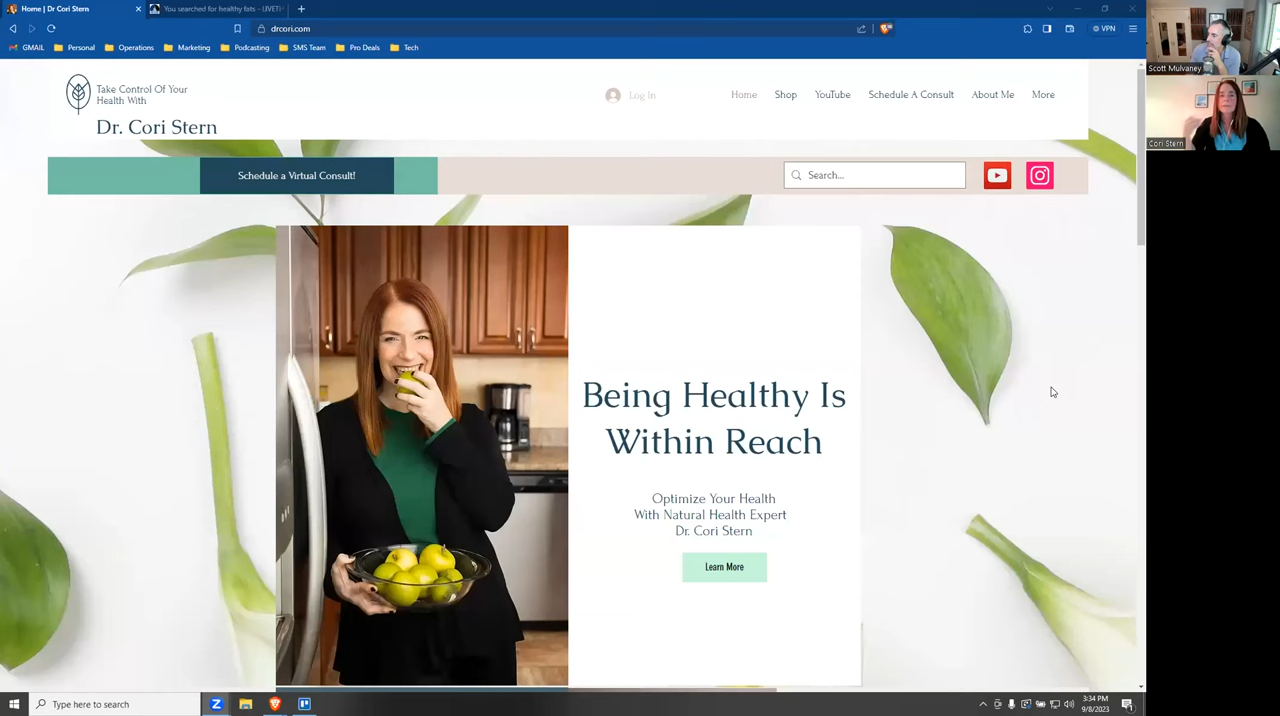 Home | Dr Cori Stern
You searched for healthy fats - LIVETH
drcori.com
VPN
GMAIL
Personal
Operations
Marketing
Podcasting
SMS Team
Pro Deals
Tech
Take Control Of Your
Health With
Dr. Cori Stern
Log In
Home
Shop
YouTube
Schedule A Consult
About Me
More
Schedule a Virtual Consult!
Search...
Being Healthy Is
Within Reach
Optimize Your Health
With Natural Health Expert
Dr. Cori Stern
Learn More
Scott Mulvaney
Cori Stern
Type here to search
3:34 PM
9/8/2023